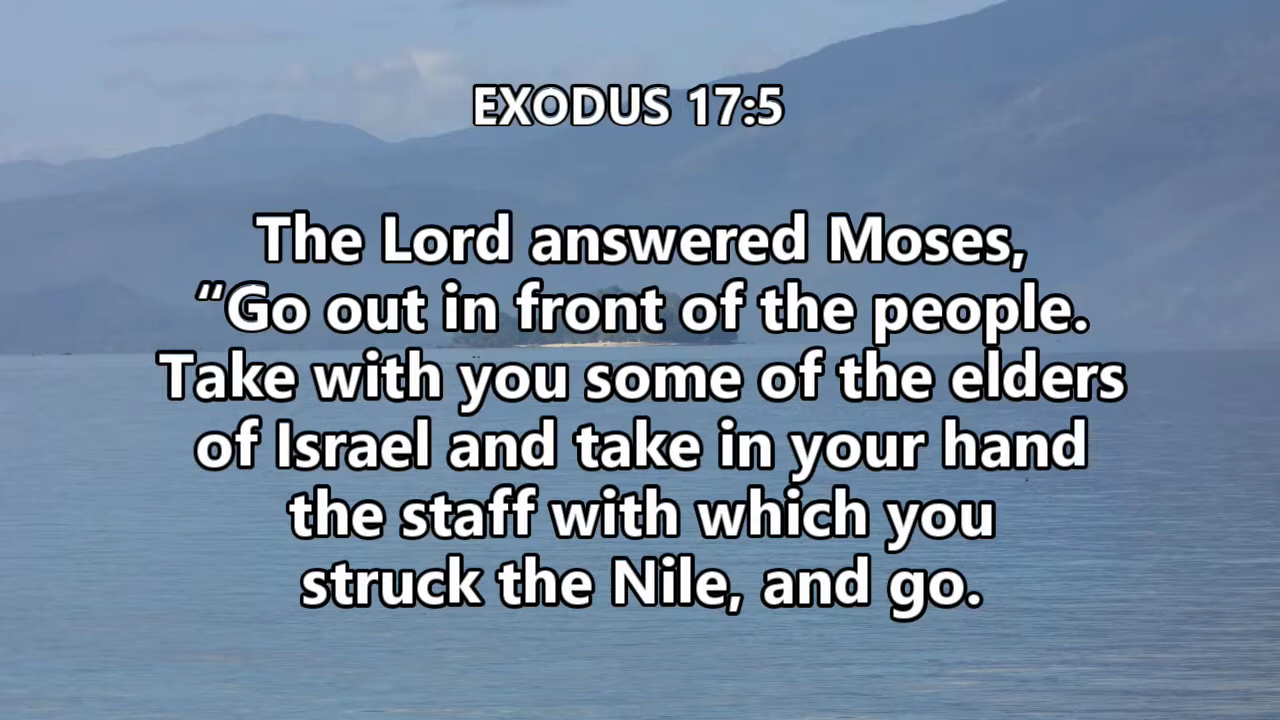 EXODUS 17:5
The Lord answered Moses,
“Go out in front of the people.
Take with you some of the elders
of Israel and take in your hand
the staff with which you
struck the Nile, and go.